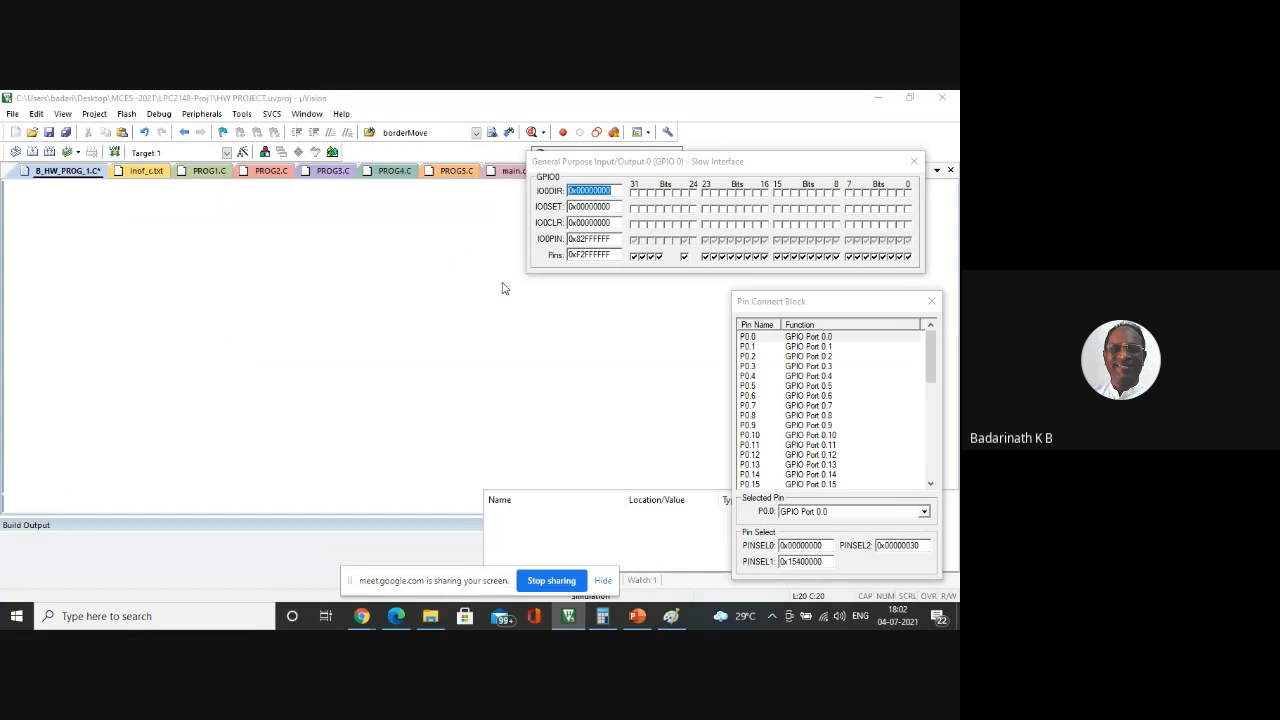 C:\Users\badari\Desktop\MCES -2021\LPC2148-Proj1\HW PROJECT.uvproj - µVision
File Edit View Project Flash Debug Peripherals Tools SVCS Window Help
borderMove
Target 1
B_HW_PROG_1.C* inof_c.txt PROG1.C PROG2.C PROG3.C PROG4.C PROG5.C main.c
General Purpose Input/Output 0 (GPIO 0) - Slow Interface
GPIO0
31 Bits 24 23 Bits 16 15 Bits 8 7 Bits 0
IO0DIR: 0x00000000
IO0SET: 0x00000000
IO0CLR: 0x00000000
IO0PIN: 0x82FFFFFF
Pins: 0xF2FFFFFF
Pin Connect Block
Pin Name Function
P0.0 GPIO Port 0.0
P0.1 GPIO Port 0.1
P0.2 GPIO Port 0.2
P0.3 GPIO Port 0.3
P0.4 GPIO Port 0.4
P0.5 GPIO Port 0.5
P0.6 GPIO Port 0.6
P0.7 GPIO Port 0.7
P0.8 GPIO Port 0.8
P0.9 GPIO Port 0.9
P0.10 GPIO Port 0.10
P0.11 GPIO Port 0.11
P0.12 GPIO Port 0.12
P0.13 GPIO Port 0.13
P0.14 GPIO Port 0.14
P0.15 GPIO Port 0.15
Selected Pin
P0.0: GPIO Port 0.0
Pin Select
PINSEL0: 0x00000000 PINSEL2: 0x00000030
PINSEL1: 0x15400000
Name Location/Value Ty
Build Output
meet.google.com is sharing your screen. Stop sharing Hide
Watch 1
Simulation L:20 C:20 CAP NUM SCRL OVR R/W
Type here to search
99+
29°C
ENG
18:02
04-07-2021
22
Badarinath K B